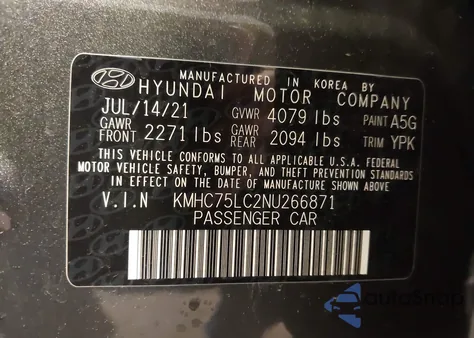 MANUFACTURED IN KOREA BY
HYUNDAI MOTOR COMPANY
JUL/14/21 GVWR 4079 lbs PAINT A5G
GAWR FRONT 2271 lbs GAWR REAR 2094 lbs TRIM YPK
THIS VEHICLE CONFORMS TO ALL APPLICABLE U.S.A. FEDERAL
MOTOR VEHICLE SAFETY, BUMPER, AND THEFT PREVENTION STANDARDS
IN EFFECT ON THE DATE OF MANUFACTURE SHOWN ABOVE.
V.I.N KMHC75LC2NU266871
PASSENGER CAR
autoSnap